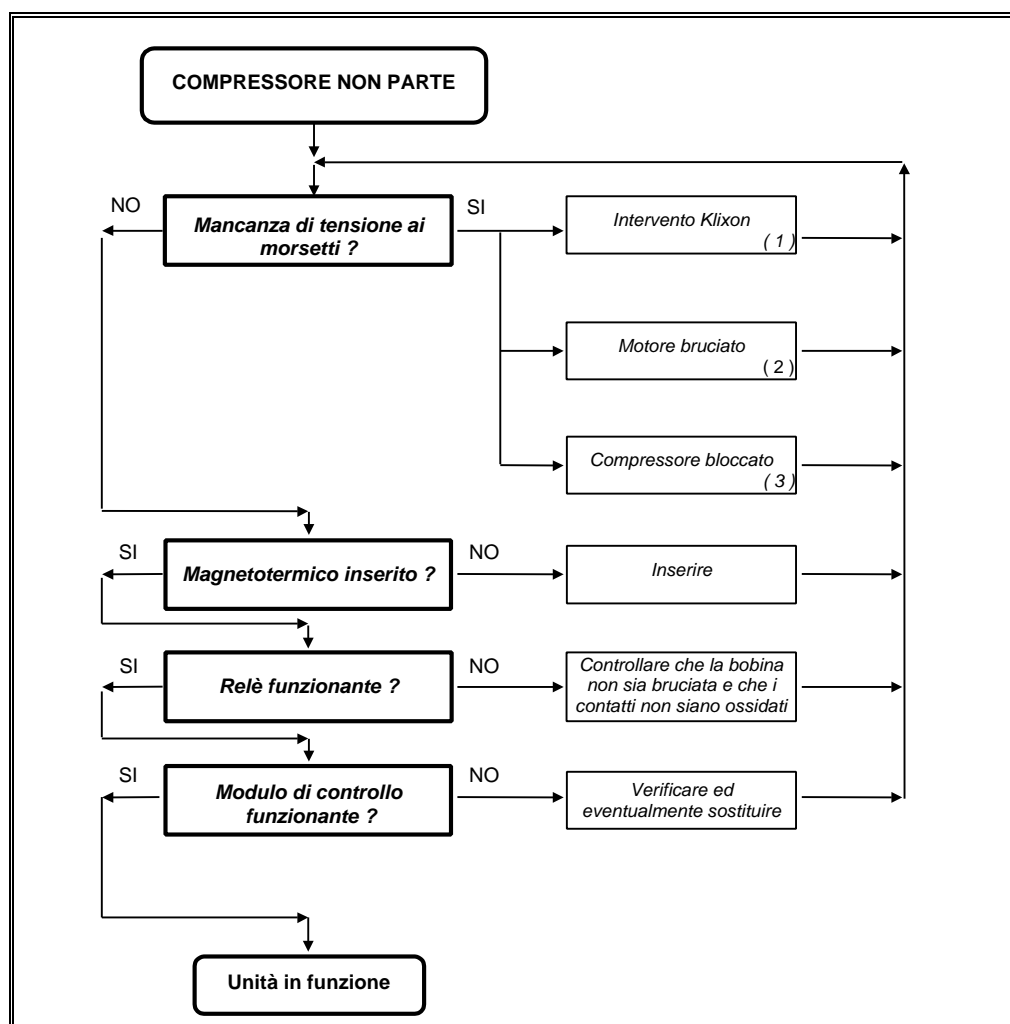 COMPRESSORE NON PARTE
NO
Mancanza di tensione ai
morsetti ?
SI
Intervento Klixon
( 1 )
Motore bruciato
( 2 )
Compressore bloccato
( 3 )
SI
Magnetotermico inserito ?
NO
Inserire
SI
Relè funzionante ?
NO
Controllare che la bobina
non sia bruciata e che i
contatti non siano ossidati
SI
Modulo di controllo
funzionante ?
NO
Verificare ed
eventualmente sostituire
Unità in funzione